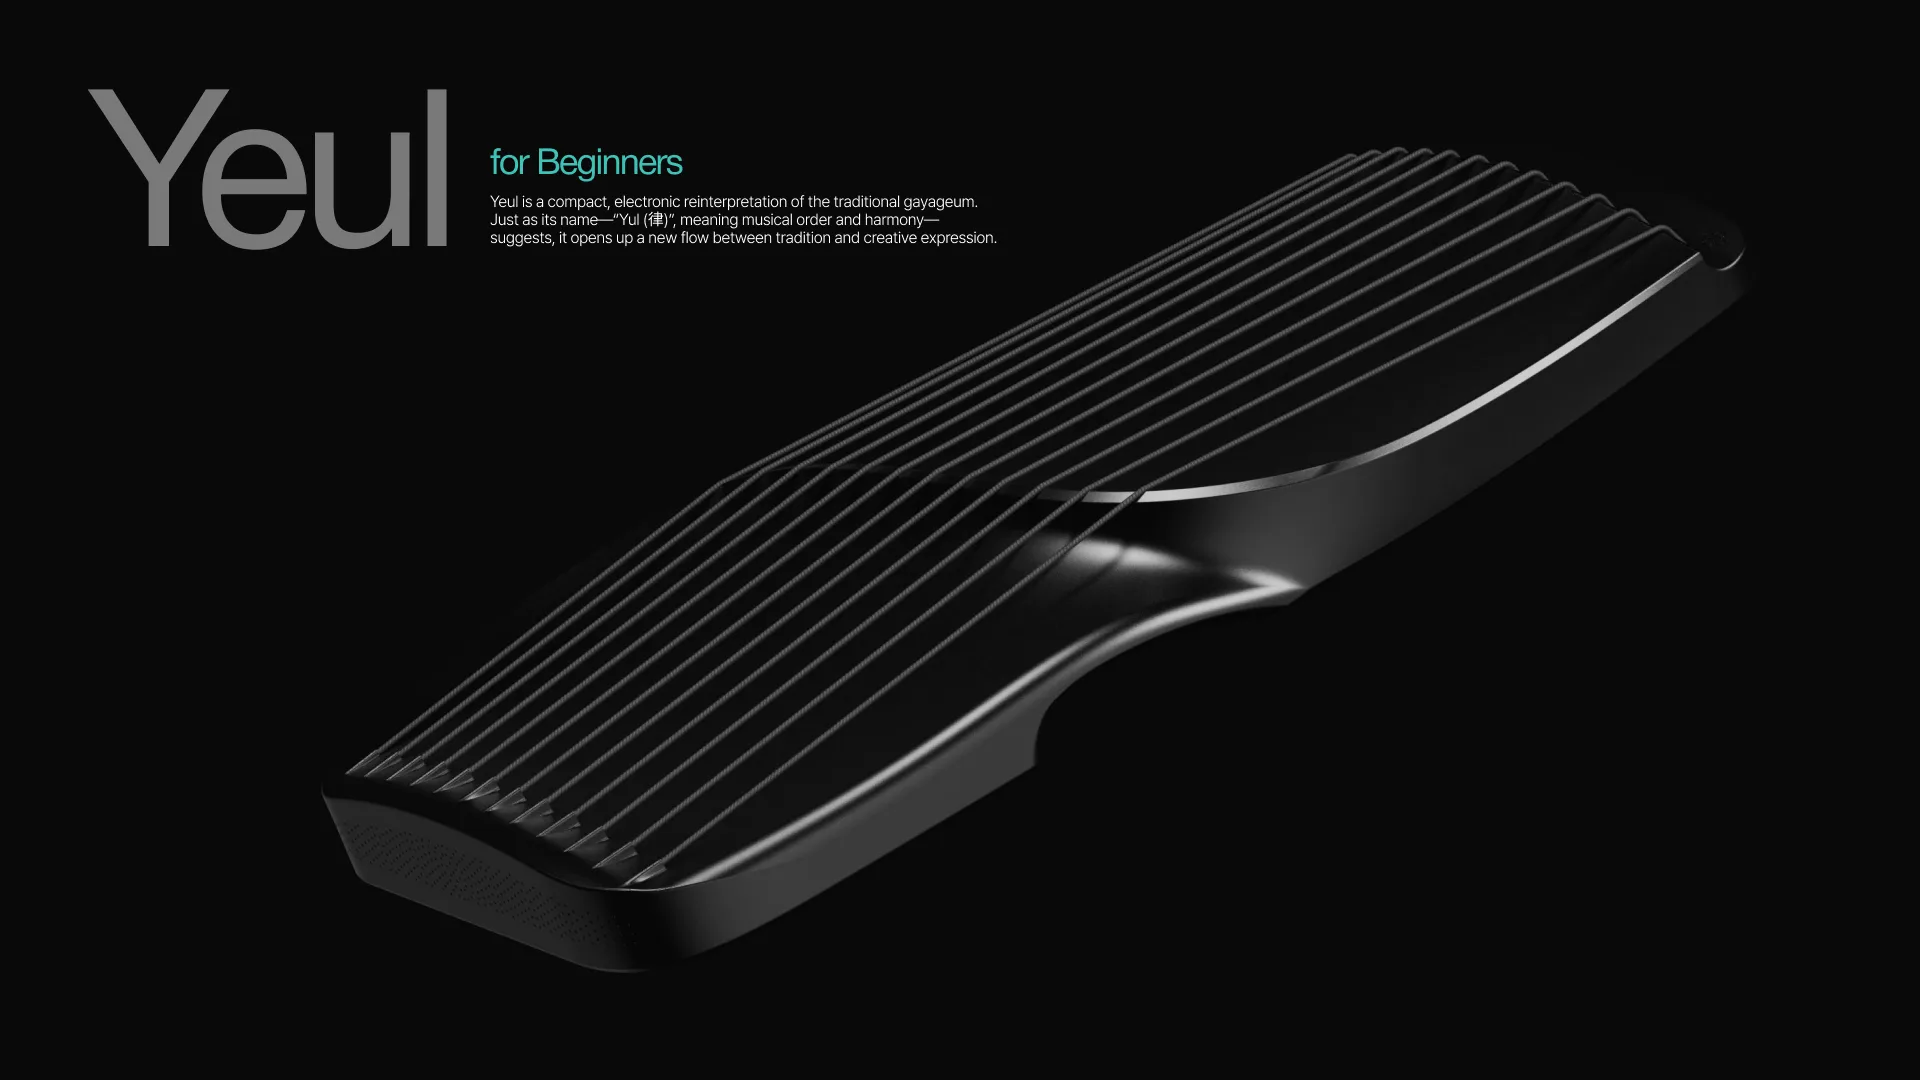 Yeul
for Beginners
Yeul is a compact, electronic reinterpretation of the traditional gayageum.
Just as its name—“Yul (律)”, meaning musical order and harmony—
suggests, it opens up a new flow between tradition and creative expression.